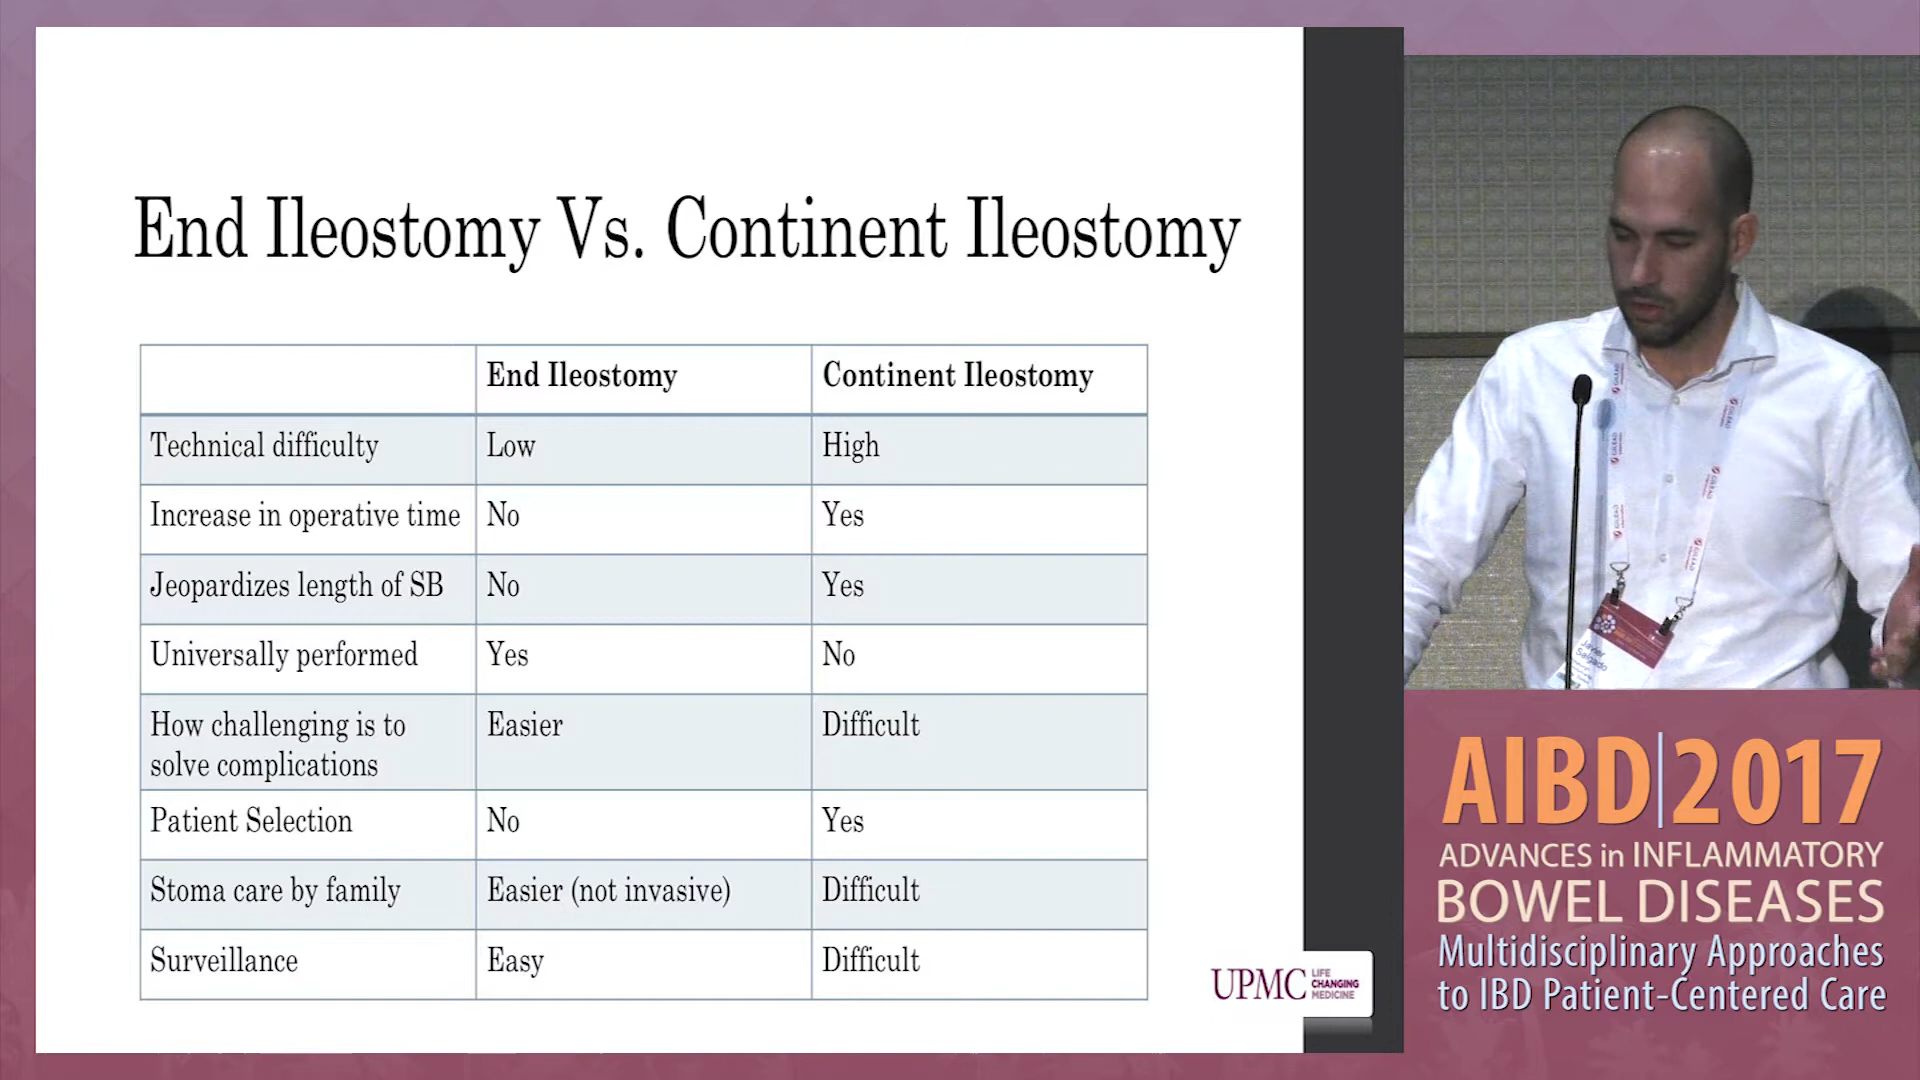 End Ileostomy Vs. Continent Ileostomy
End Ileostomy Continent Ileostomy
Technical difficulty Low High
Increase in operative time No Yes
Jeopardizes length of SB No Yes
Universally performed Yes No
How challenging is to
solve complications Easier Difficult
Patient Selection No Yes
Stoma care by family Easier (not invasive) Difficult
Surveillance Easy Difficult
UPMC LIFE
CHANGING
MEDICINE
GILEAD
Javier
Salgado
AIBD|2017
ADVANCES in INFLAMMATORY
BOWEL DISEASES
Multidisciplinary Approaches
to IBD Patient-Centered Care